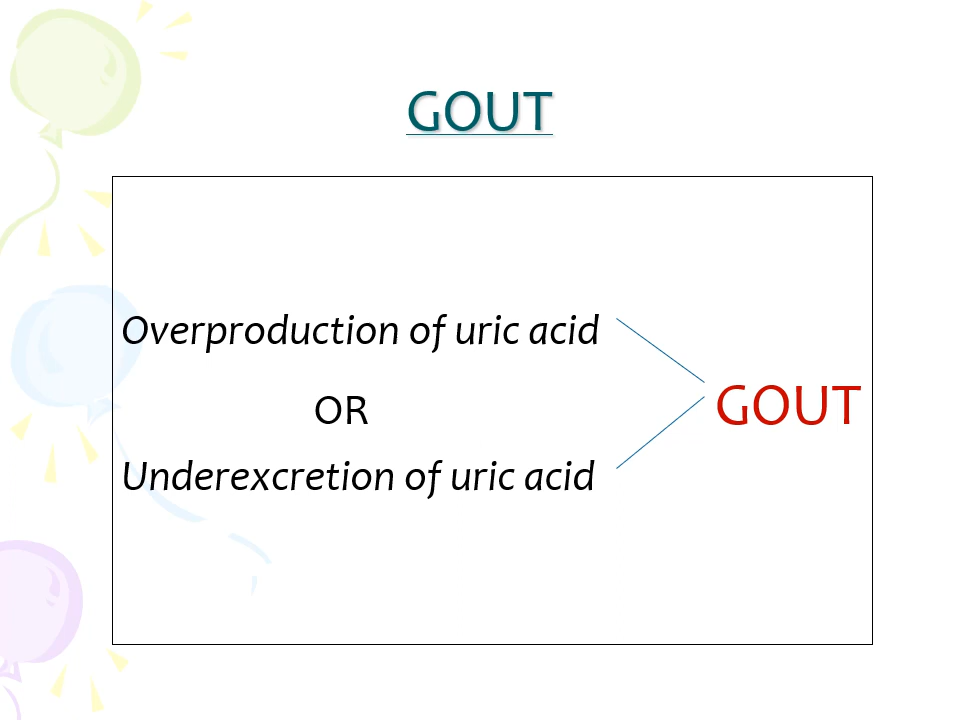 GOUT
Overproduction of uric acid
OR
GOUT
Underexcretion of uric acid